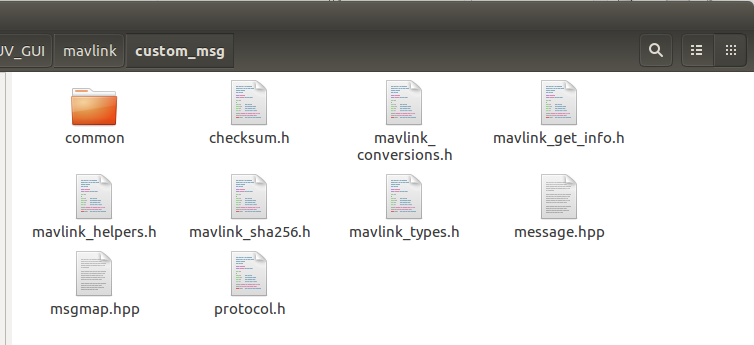 UV_GUI
mavlink
custom_msg
common
checksum.h
mavlink_
conversions.h
mavlink_get_info.h
mavlink_helpers.h
mavlink_sha256.h
mavlink_types.h
message.hpp
msgmap.hpp
protocol.h